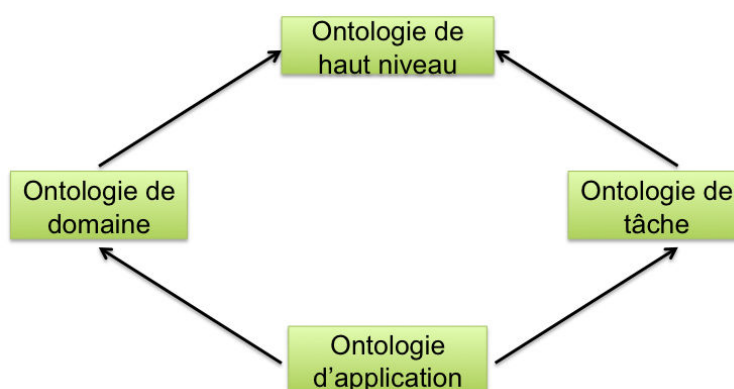 Ontologie de
haut niveau
Ontologie de
domaine
Ontologie de
tâche
Ontologie
d’application